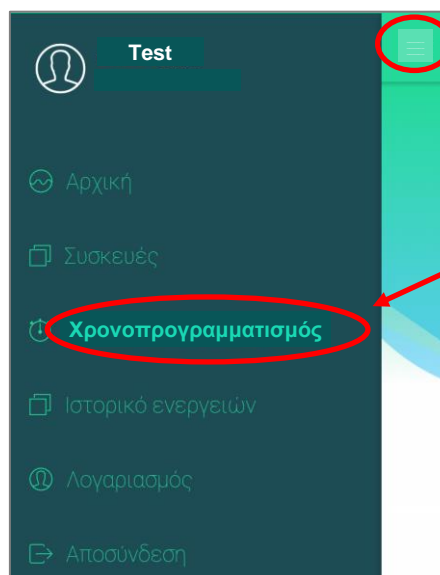 Test
Αρχική
Συσκευές
Χρονοπρογραμματισμός
Ιστορικό ενεργειών
Λογαριασμός
Αποσύνδεση